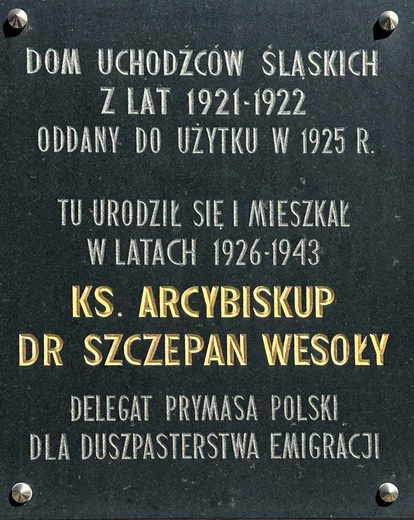 DOM UCHODŹCÓW ŚLĄSKICH
Z LAT 1921-1922
ODDANY DO UŻYTKU W 1925 R.
TU URODZIŁ SIĘ I MIESZKAŁ
W LATACH 1926-1943
KS. ARCYBISKUP
DR SZCZEPAN WESOŁY
DELEGAT PRYMASA POLSKI
DLA DUSZPASTERSTWA EMIGRACJI